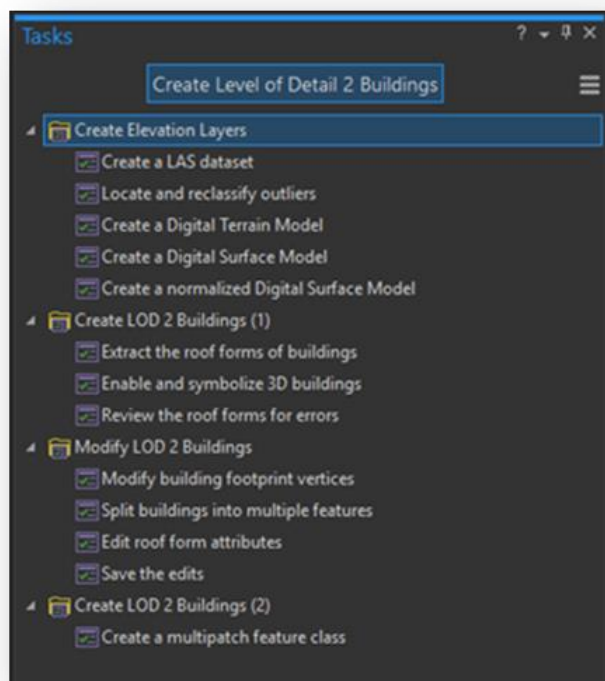 Tasks
?
Create Level of Detail 2 Buildings
Create Elevation Layers
Create a LAS dataset
Locate and reclassify outliers
Create a Digital Terrain Model
Create a Digital Surface Model
Create a normalized Digital Surface Model
Create LOD 2 Buildings (1)
Extract the roof forms of buildings
Enable and symbolize 3D buildings
Review the roof forms for errors
Modify LOD 2 Buildings
Modify building footprint vertices
Split buildings into multiple features
Edit roof form attributes
Save the edits
Create LOD 2 Buildings (2)
Create a multipatch feature class